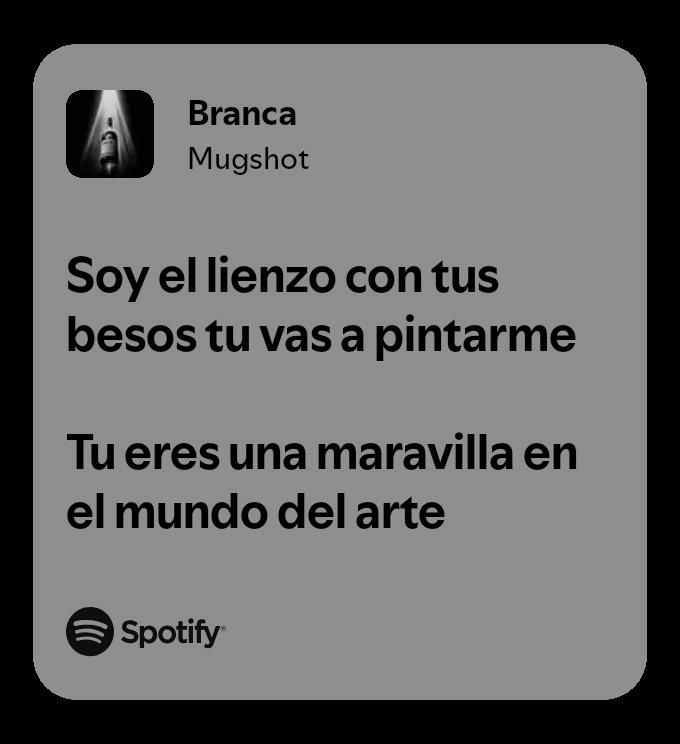 Branca
Mugshot
Soy el lienzo con tus
besos tu vas a pintarme
Tu eres una maravilla en
el mundo del arte
Spotify®